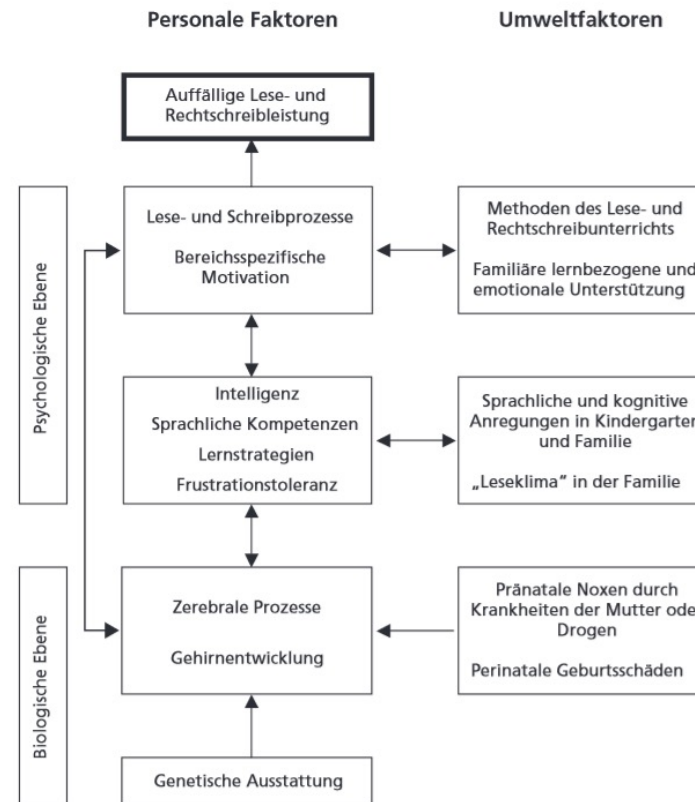 Personale Faktoren
Umweltfaktoren
Auffällige Lese- und
Rechtschreibleistung
Psychologische Ebene
Lese- und Schreibprozesse
Bereichsspezifische
Motivation
Methoden des Lese- und
Rechtschreibunterrichts
Familiäre lernbezogene und
emotionale Unterstützung
Intelligenz
Sprachliche Kompetenzen
Lernstrategien
Frustrationstoleranz
Sprachliche und kognitive
Anregungen in Kindergarten
und Familie
„Leseklima" in der Familie
Biologische Ebene
Zerebrale Prozesse
Gehirnentwicklung
Pränatale Noxen durch
Krankheiten der Mutter ode
Drogen
Perinatale Geburtsschäden
Genetische Ausstattung